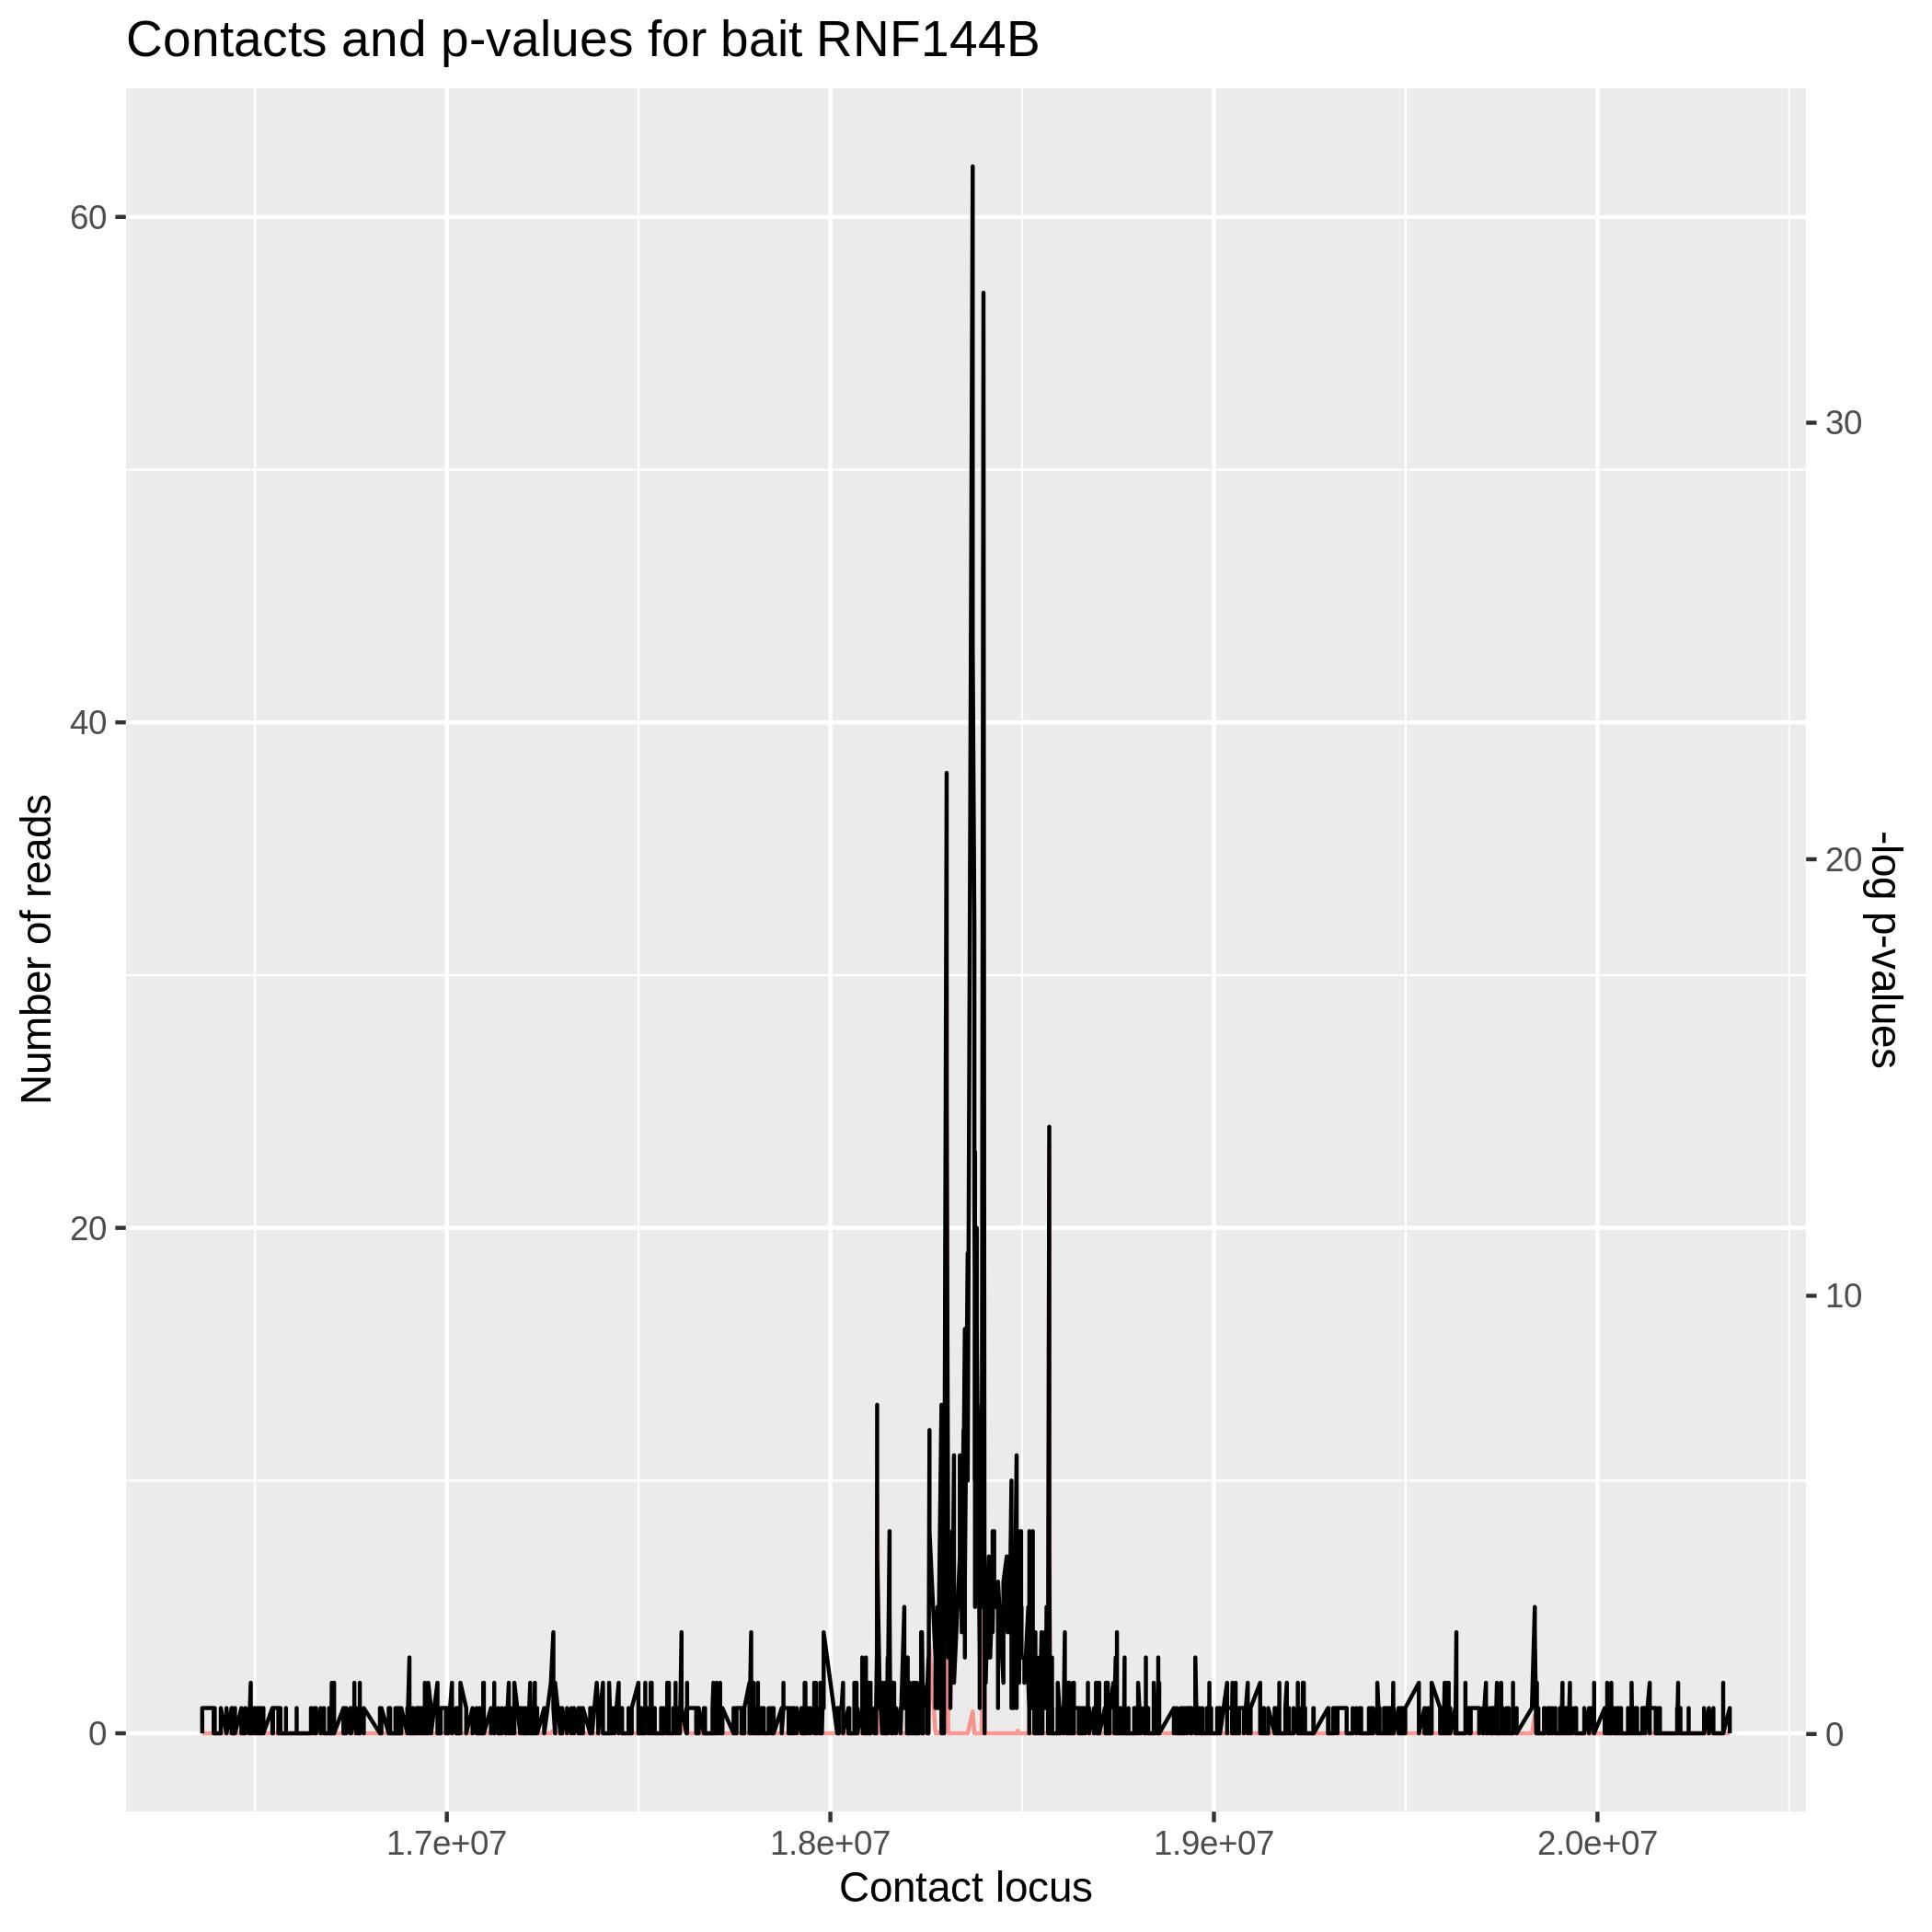 Contacts and p-values for bait RNF144B
60
40
20
0
Number of reads
30
20
10
0
-log p-values
1.7e+07 1.8e+07 1.9e+07 2.0e+07
Contact locus